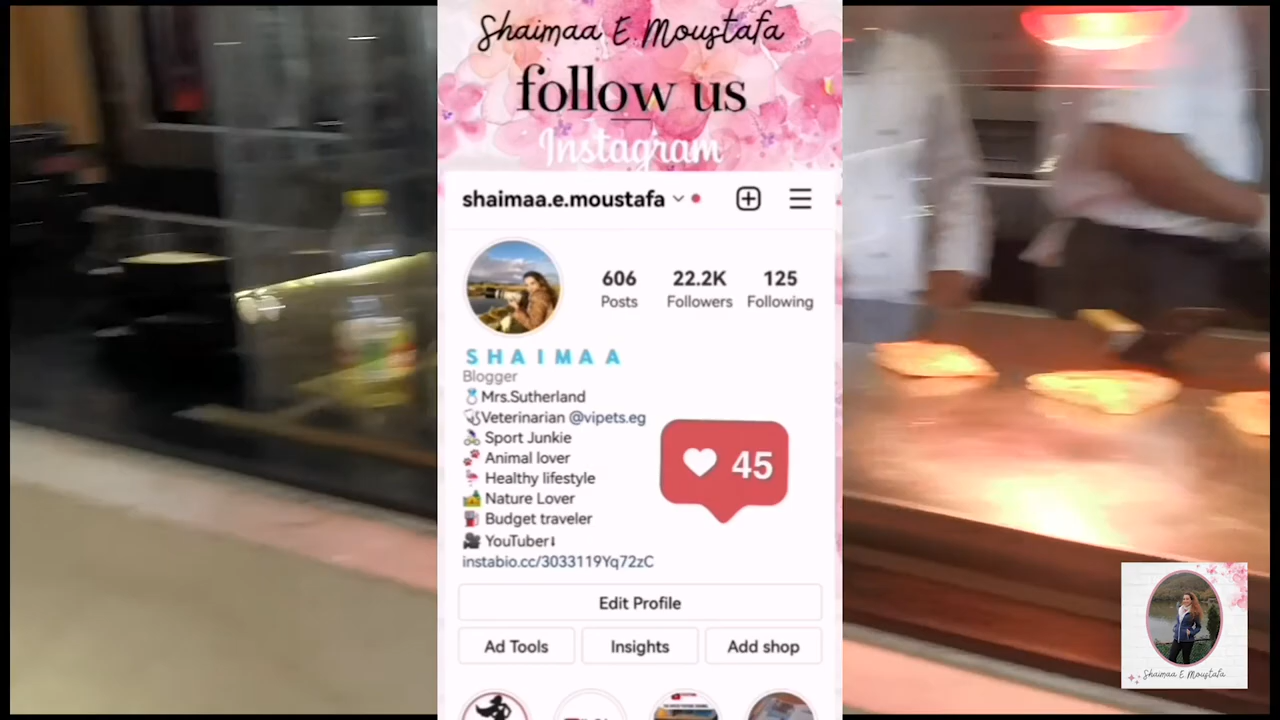 Shaimaa E. Moustafa
follow us
Instagram
shaimaa.e.moustafa
606 22.2K 125
Posts Followers Following
SHAIMAA
Blogger
💍Mrs.Sutherland
🩺Veterinarian @vipets.eg
🚴 Sport Junkie
🐾 Animal lover
🦩 Healthy lifestyle
🏕️ Nature Lover
⛽ Budget traveler
45
🎥 YouTuber⬇
instabio.cc/3033119Yq72zC
Edit Profile
Ad Tools Insights Add shop
Shaimaa E. Moustafa